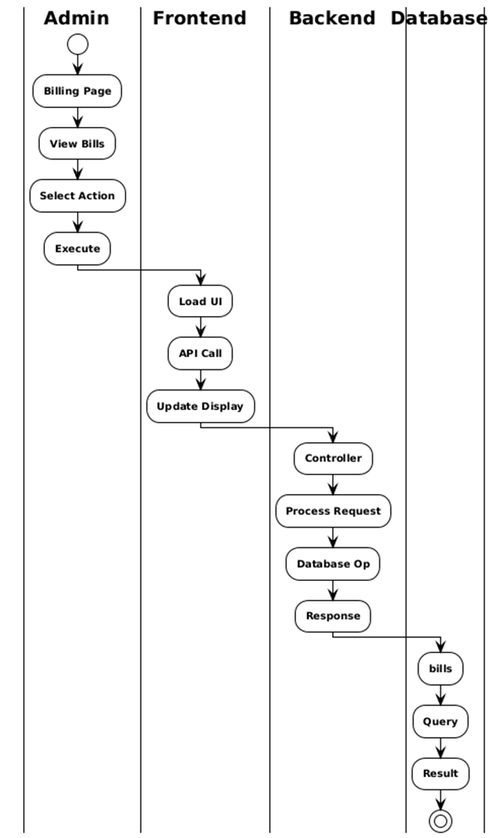 Admin Frontend Backend Database
Billing Page
View Bills
Select Action
Execute
Load UI
API Call
Update Display
Controller
Process Request
Database Op
Response
bills
Query
Result